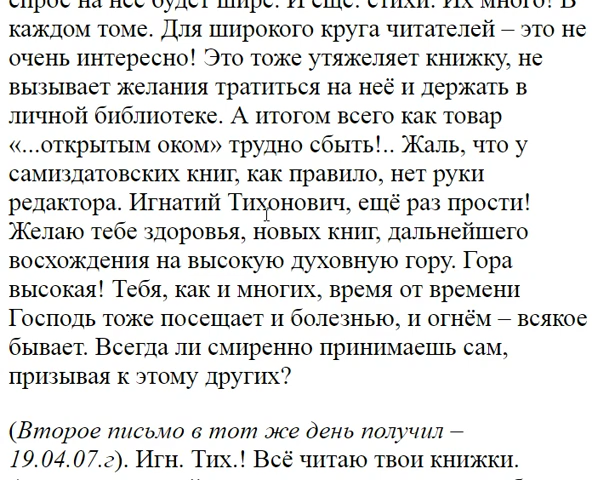 спрос на неё будет шире. И ещё: стихи. Их много! В
каждом томе. Для широкого круга читателей – это не
очень интересно! Это тоже утяжеляет книжку, не
вызывает желания тратиться на неё и держать в
личной библиотеке. А итогом всего как товар
«...открытым оком» трудно сбыть!.. Жаль, что у
самиздатовских книг, как правило, нет руки
редактора. Игнатий Тихонович, ещё раз прости!
Желаю тебе здоровья, новых книг, дальнейшего
восхождения на высокую духовную гору. Гора
высокая! Тебя, как и многих, время от времени
Господь тоже посещает и болезнью, и огнём – всякое
бывает. Всегда ли смиренно принимаешь сам,
призывая к этому других?
(Второе письмо в тот же день получил –
19.04.07.г). Игн. Тих.! Всё читаю твои книжки.